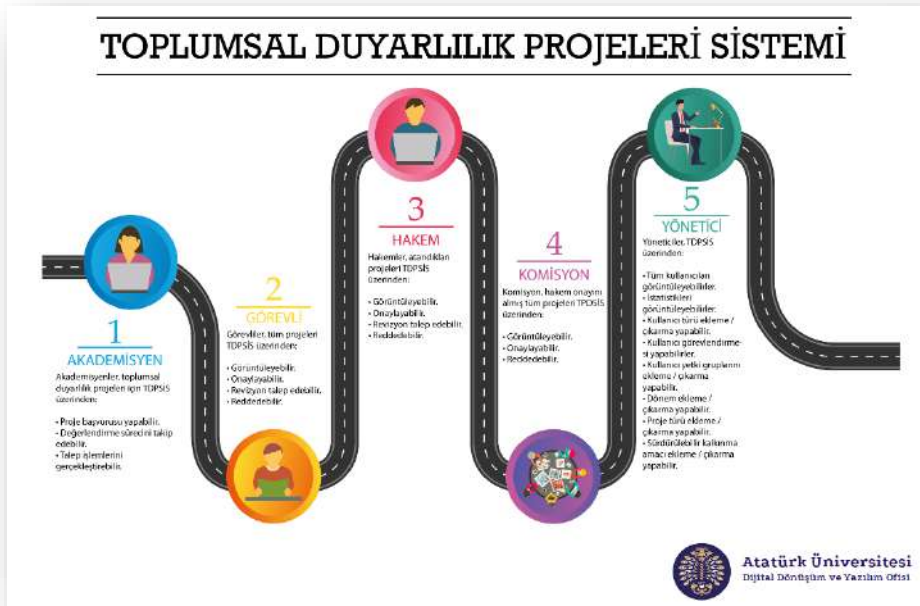 TOPLUMSAL DUYARLILIK PROJELERİ SİSTEMİ
1
AKADEMİSYEN
Akademisyenler, toplumsal
duyarlılık projeleri için TDPSİS
üzerinden:
• Proje başvurusu yapabilir.
• Değerlendirme sürecini takip
edebilir.
• Talep işlemlerini
gerçekleştirebilir.
2
GÖREVLİ
Görevliler, tüm projeleri
TDPSİS üzerinden:
• Görüntüleyebilir.
• Onaylayabilir.
• Revizyon talep edebilir.
• Reddedebilir.
3
HAKEM
Hakemler, atandıkları
projeleri TDPSİS
üzerinden:
• Görüntüleyebilir.
• Onaylayabilir.
• Revizyon talep edebilir.
• Reddedebilir.
4
KOMİSYON
Komisyon, hakem onayını
almış tüm projeleri TPDSİS
üzerinden:
• Görüntüleyebilir.
• Onaylayabilir.
• Reddedebilir.
5
YÖNETİCİ
Yöneticiler, TDPSİS
üzerinden:
• Tüm kullanıcıları
görüntüleyebilirler.
• İstatistikleri
görüntüleyebilirler.
• Kullanıcı türü ekleme /
çıkarma yapabilir.
• Kullanıcı görevlendirme-
si yapabilirler.
• Kullanıcı yetki gruplarını
ekleme / çıkarma
yapabilir.
• Dönem ekleme /
çıkarma yapabilir.
• Proje türü ekleme /
çıkarma yapabilir.
• Sürdürülebilir kalkınma
amacı ekleme / çıkarma
yapabilir.
Atatürk Üniversitesi
Dijital Dönüşüm ve Yazılım Ofisi